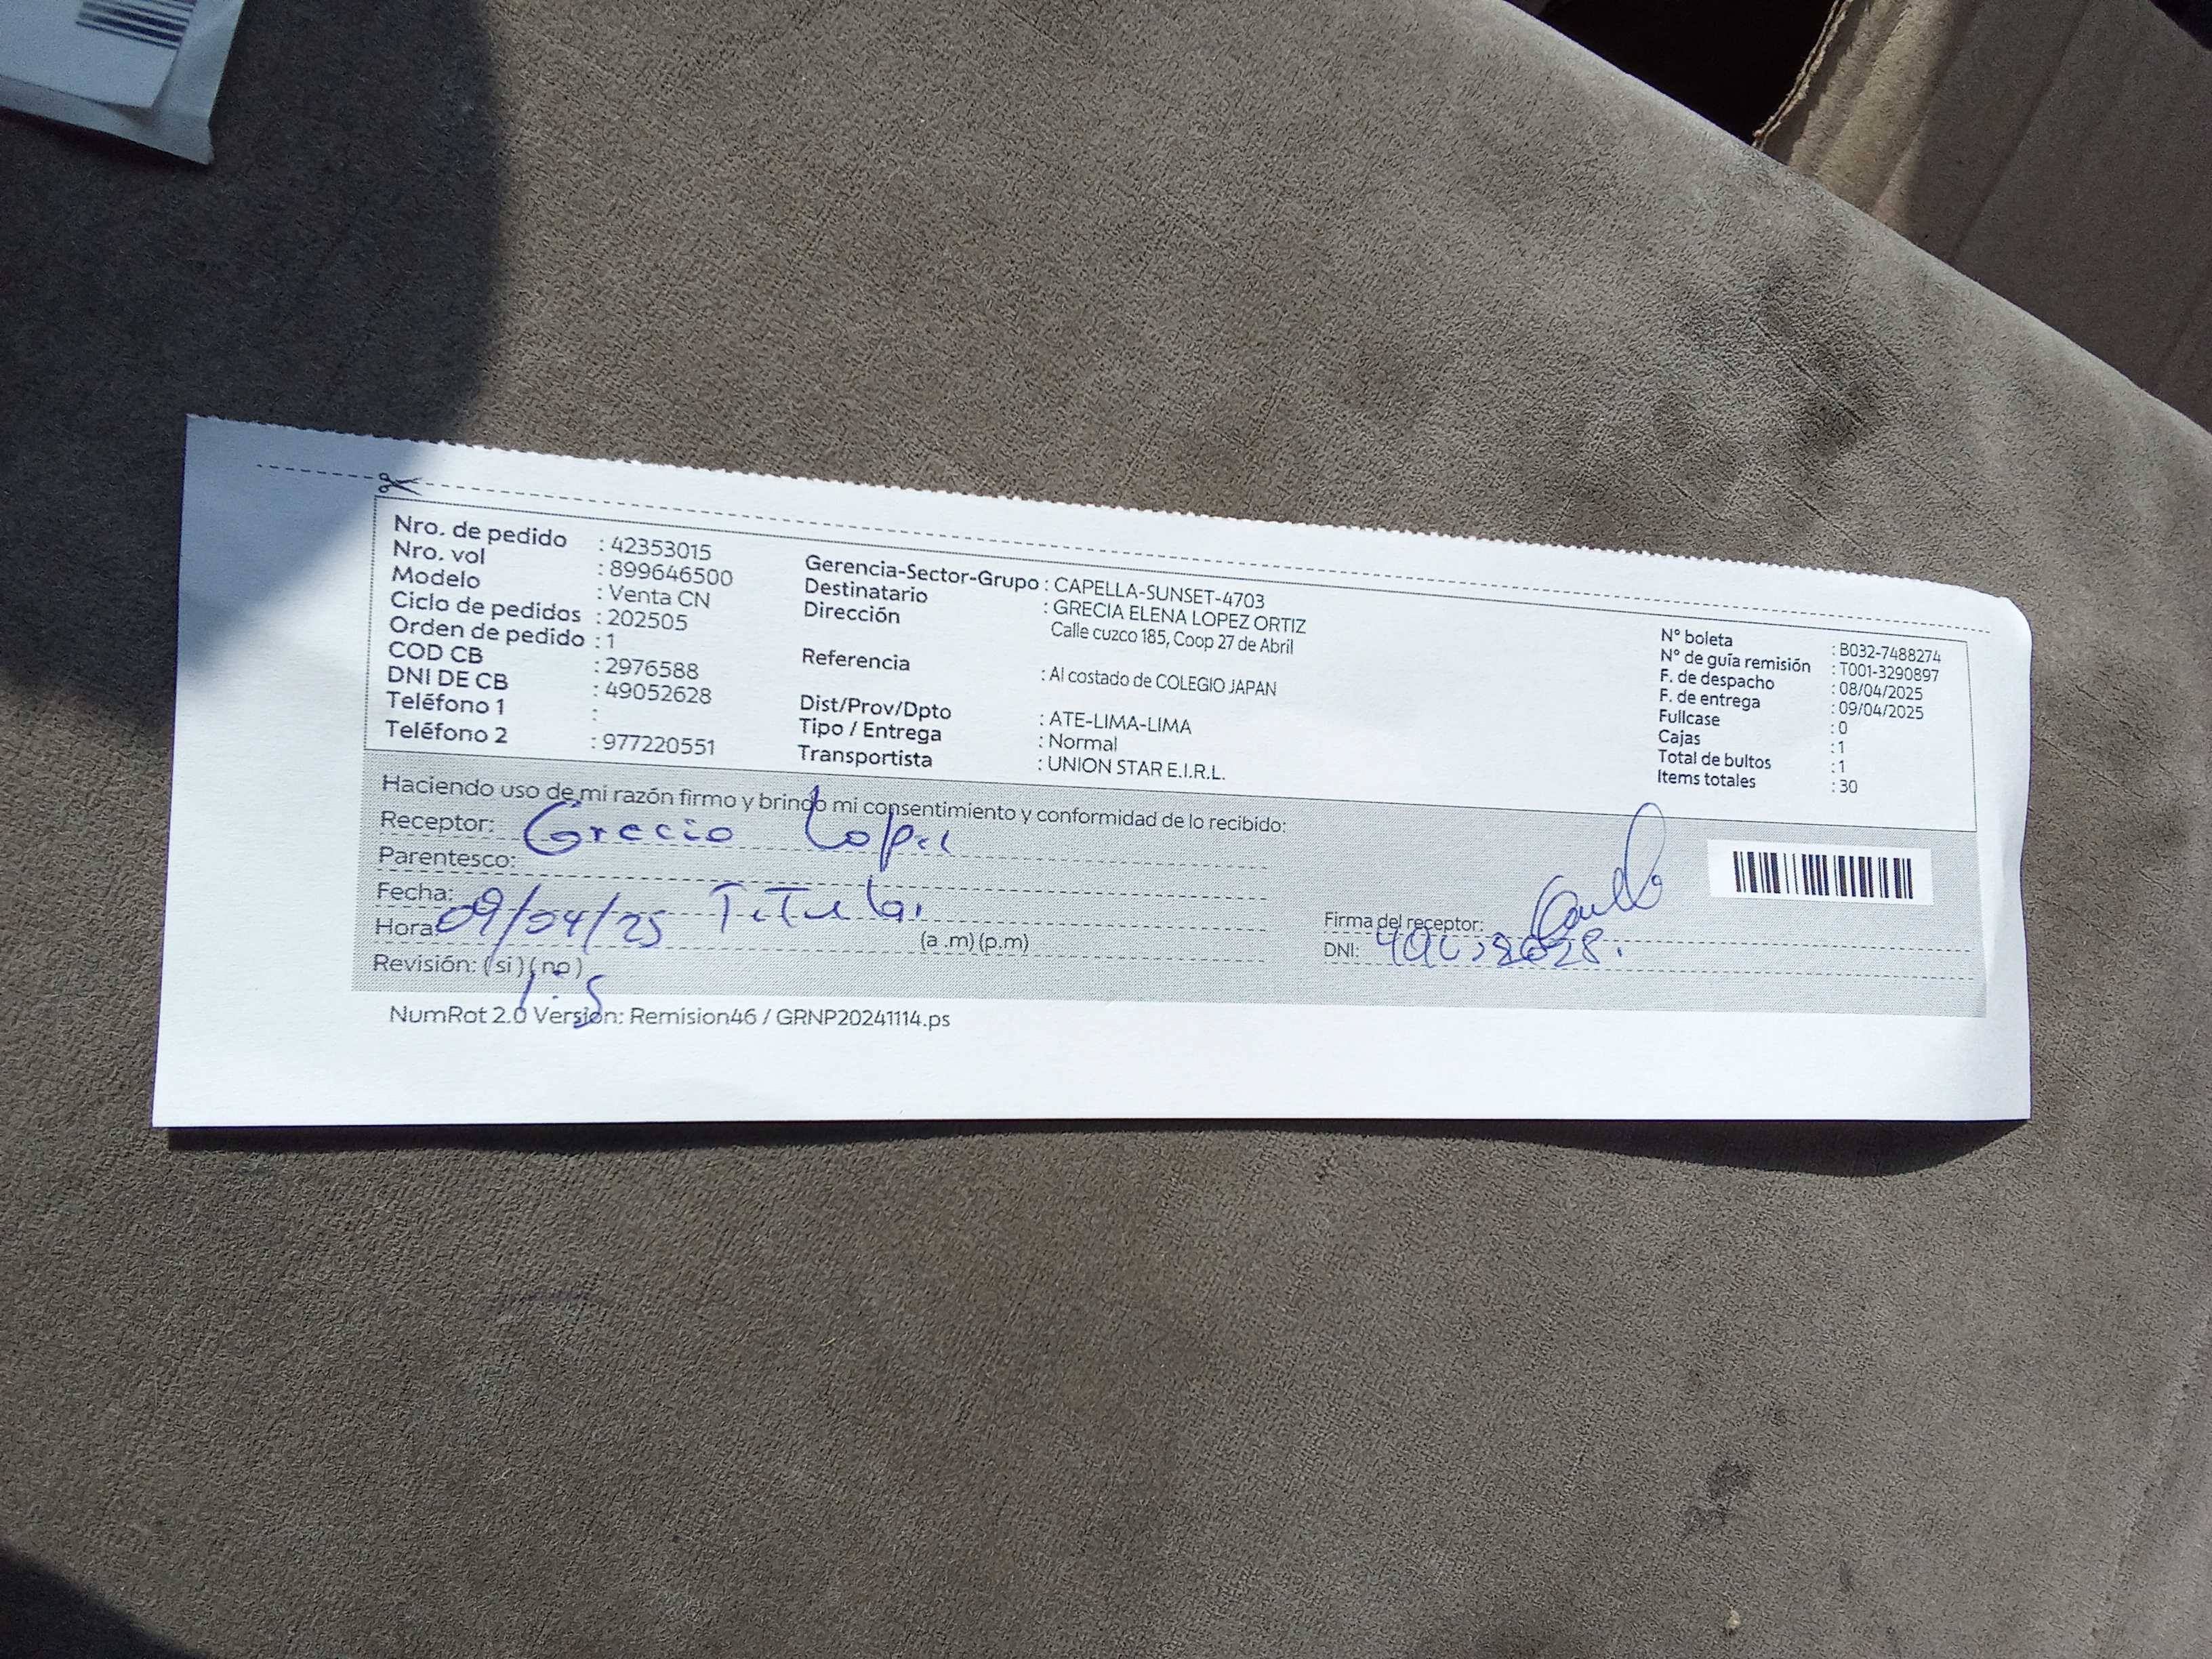 Nro. de pedido : 42353015
Nro. vol : 899646500
Modelo : Venta CN
Ciclo de pedidos : 202505
Orden de pedido : 1
COD CB : 2976588
DNI DE CB : 49052628
Teléfono 1 :
Teléfono 2 : 977220551
Gerencia-Sector-Grupo : CAPELLA-SUNSET-4703
Destinatario : GRECIA ELENA LOPEZ ORTIZ
Dirección Calle cuzco 185, Coop 27 de Abril
Referencia : Al costado de COLEGIO JAPAN
Dist/Prov/Dpto : ATE-LIMA-LIMA
Tipo / Entrega : Normal
Transportista : UNION STAR E.I.R.L.
N° boleta : B032-7488274
N° de guía remisión : T001-3290897
F. de despacho : 08/04/2025
F. de entrega : 09/04/2025
Fullcase : 0
Cajas : 1
Total de bultos : 1
Items totales : 30
Haciendo uso de mi razón firmo y brindo mi consentimiento y conformidad de lo recibido:
Receptor: Grecia Lopez
Parentesco:
Fecha: 09/04/25 Titular
Hora: (a .m) (p.m)
Revisión: (si) (no)
Firma del receptor:
DNI:
NumRot 2.0 Version: Remision46 / GRNP20241114.ps